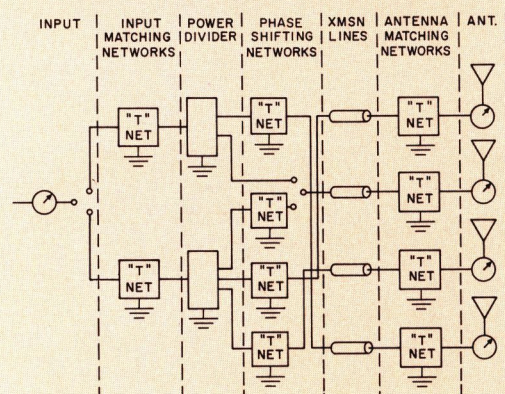 INPUT
INPUT MATCHING NETWORKS
POWER DIVIDER
PHASE SHIFTING NETWORKS
XMSN LINES
ANTENNA MATCHING NETWORKS
ANT.
"T" NET
"T" NET
"T" NET
"T" NET
"T" NET
"T" NET
"T" NET
"T" NET
"T" NET
"T" NET